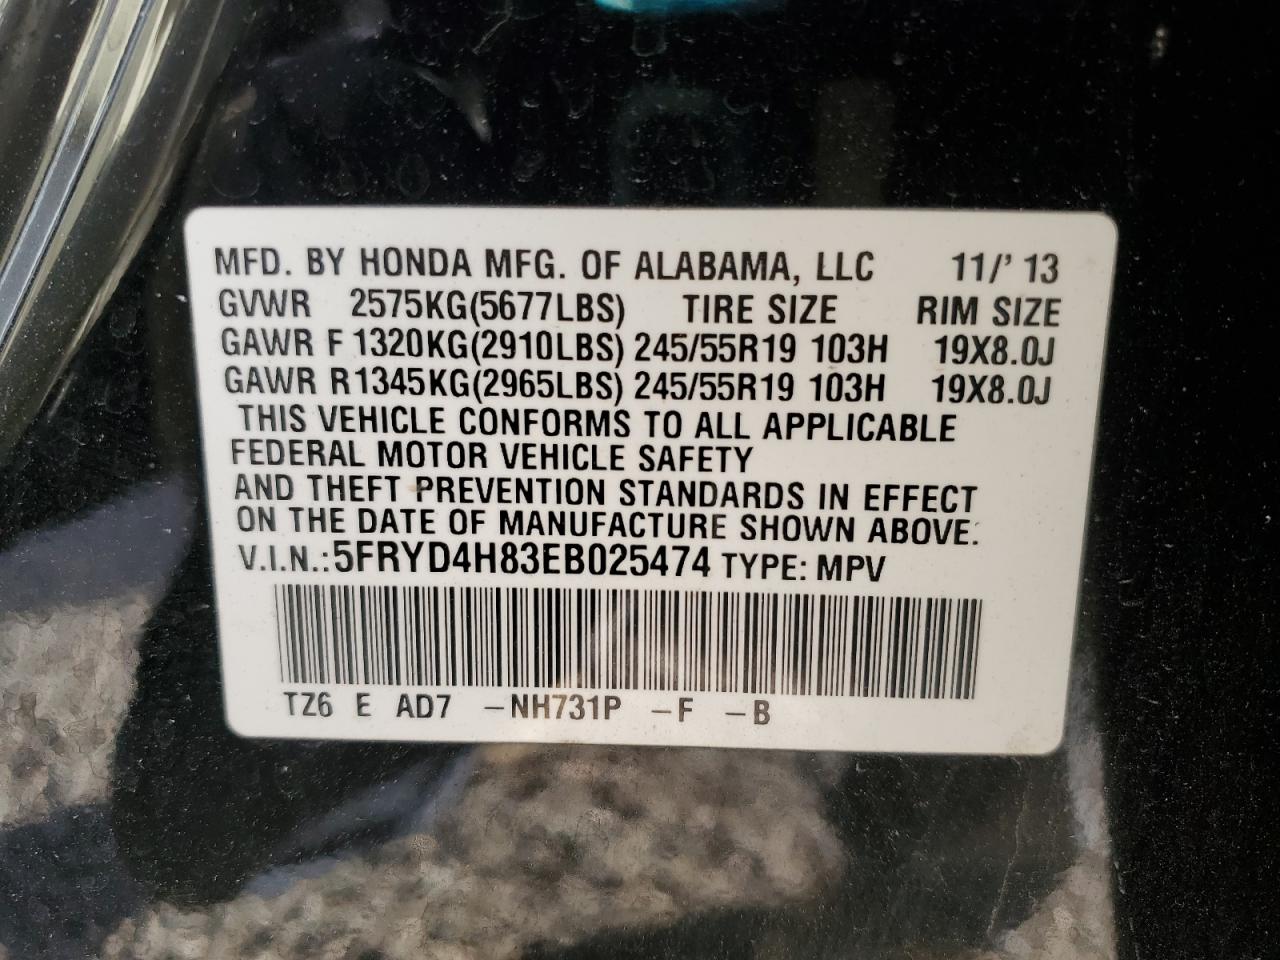 MFD. BY HONDA MFG. OF ALABAMA, LLC 11/' 13
GVWR 2575KG(5677LBS) TIRE SIZE RIM SIZE
GAWR F 1320KG(2910LBS) 245/55R19 103H 19X8.0J
GAWR R1345KG(2965LBS) 245/55R19 103H 19X8.0J
THIS VEHICLE CONFORMS TO ALL APPLICABLE
FEDERAL MOTOR VEHICLE SAFETY
AND THEFT PREVENTION STANDARDS IN EFFECT
ON THE DATE OF MANUFACTURE SHOWN ABOVE.
V.I.N.:5FRYD4H83EB025474 TYPE: MPV
TZ6 E AD7 -NH731P -F -B